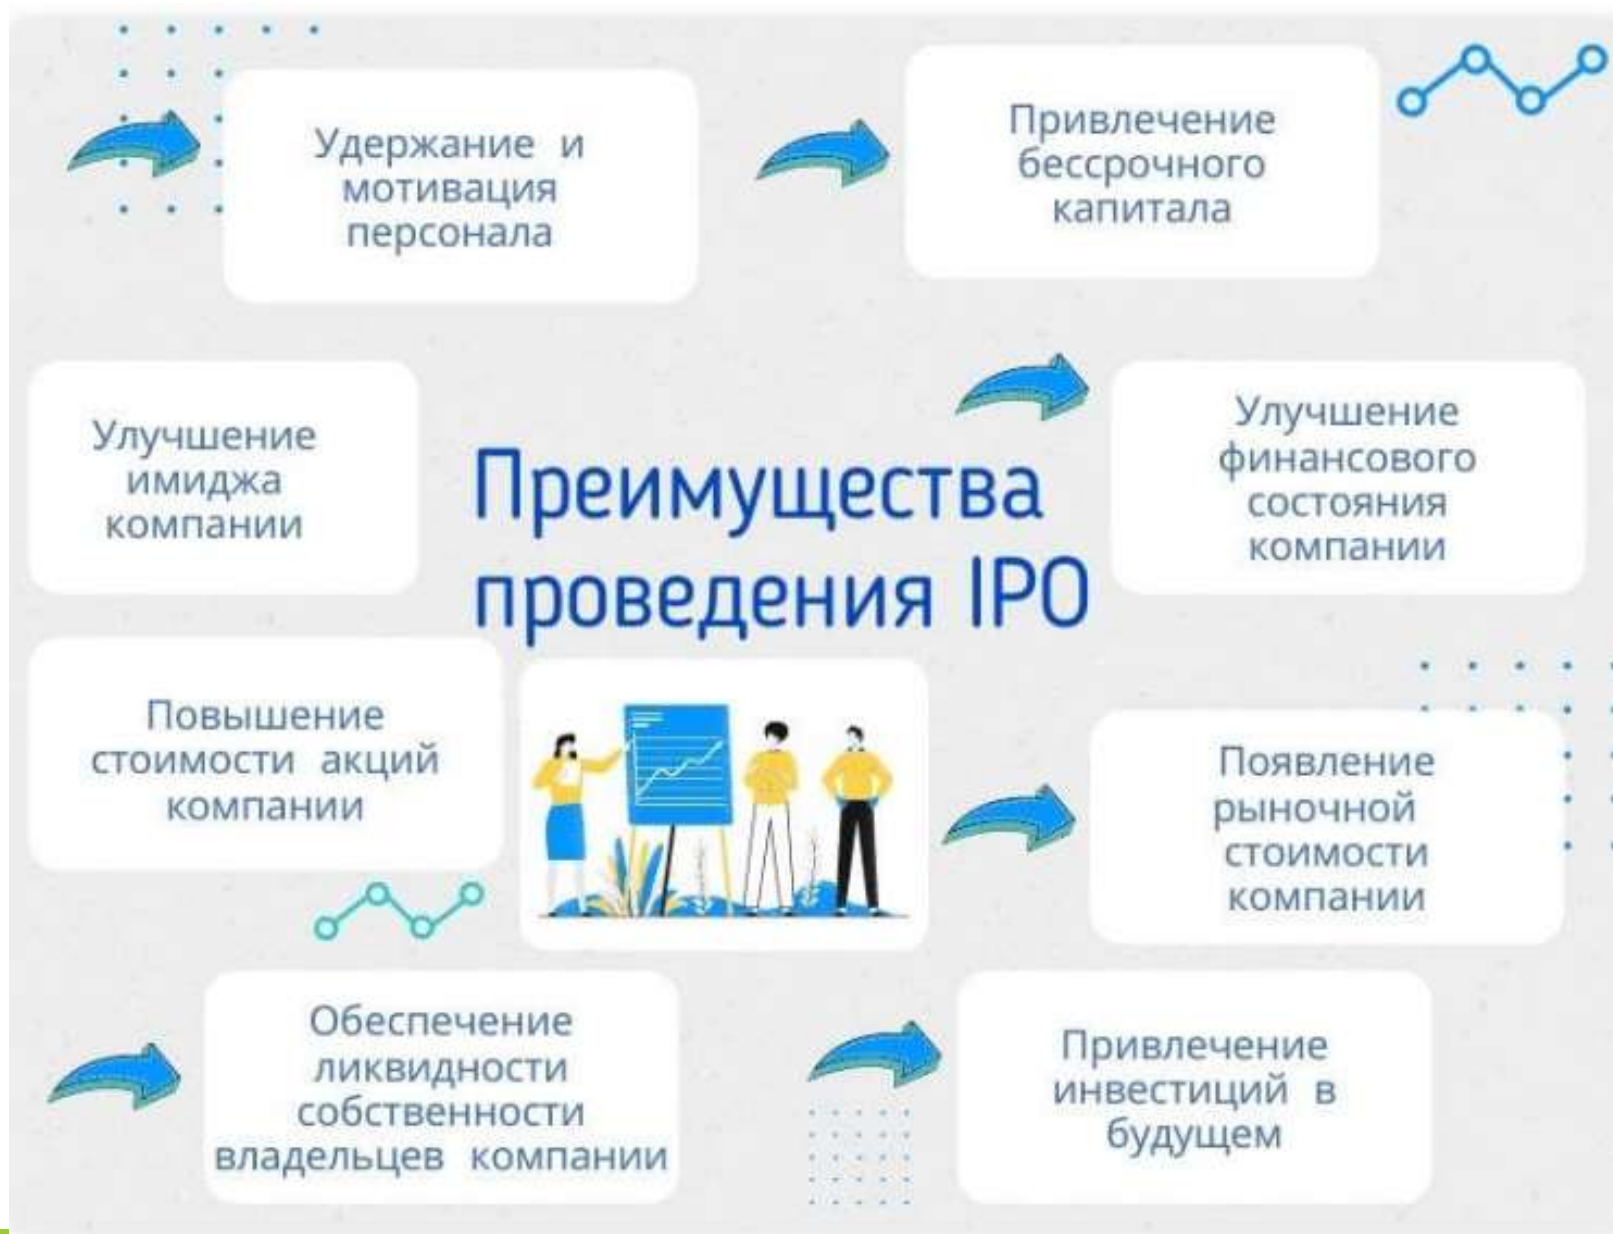 Удержание и
мотивация
персонала
Привлечение
бессрочного
капитала
Улучшение
имиджа
компании
Преимущества
проведения IPO
Улучшение
финансового
состояния
компании
Повышение
стоимости акций
компании
Появление
рыночной
стоимости
компании
Обеспечение
ликвидности
собственности
владельцев компании
Привлечение
инвестиций в
будущем